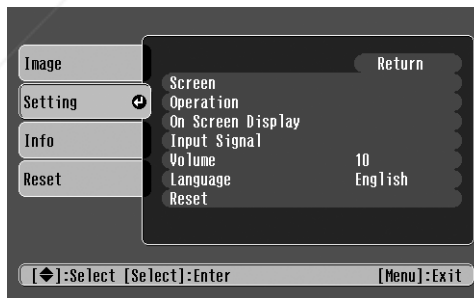 Image
Setting
Info
Reset
Return
Screen
Operation
On Screen Display
Input Signal
Volume 10
Language English
Reset
[◆]:Select [Select]:Enter [Menu]:Exit